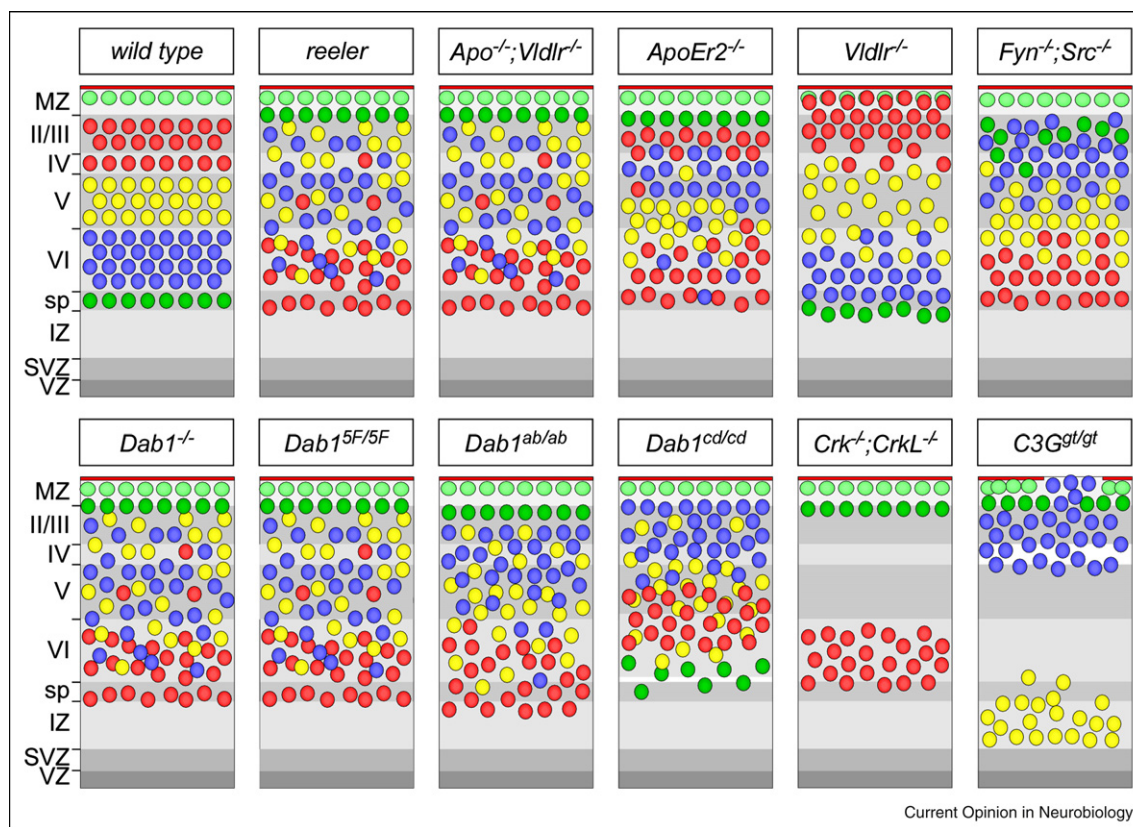 wild type
reeler
Apo-/-;Vldlr-/-
ApoEr2-/-
Vldlr-/-
Fyn-/-;Src-/-
MZ
II/III
IV
V
VI
sp
IZ
SVZ
VZ
Dab1-/-
Dab15F/5F
Dab1ab/ab
Dab1cd/cd
Crk-/-;CrkL-/-
C3Ggt/gt
MZ
II/III
IV
V
VI
sp
IZ
SVZ
VZ
Current Opinion in Neurobiology